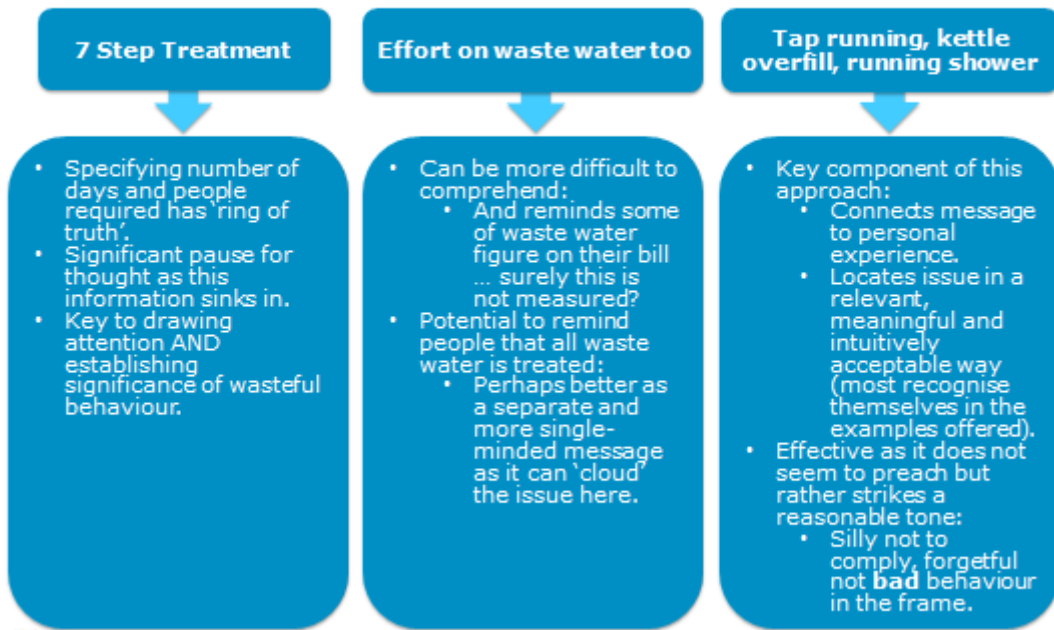 7 Step Treatment
• Specifying number of
days and people
required has ‘ring of
truth’.
• Significant pause for
thought as this
information sinks in.
• Key to drawing
attention AND
establishing
significance of wasteful
behaviour.
Effort on waste water too
• Can be more difficult to
comprehend:
• And reminds some
of waste water
figure on their bill
… surely this is
not measured?
• Potential to remind
people that all waste
water is treated:
• Perhaps better as
a separate and
more single-
minded message
as it can ‘cloud’
the issue here.
Tap running, kettle
overfill, running shower
• Key component of this
approach:
• Connects message
to personal
experience.
• Locates issue in a
relevant,
meaningful and
intuitively
acceptable way
(most recognise
themselves in the
examples offered).
• Effective as it does not
seem to preach but
rather strikes a
reasonable tone:
• Silly not to
comply, forgetful
not bad behaviour
in the frame.